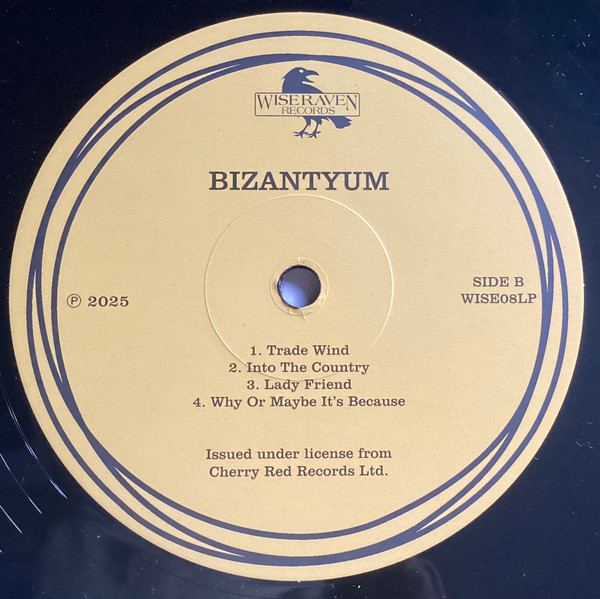 WISERAVEN
RECORDS
BIZANTYUM
℗ 2025
SIDE B
WISE08LP
1. Trade Wind
2. Into The Country
3. Lady Friend
4. Why Or Maybe It's Because
Issued under license from
Cherry Red Records Ltd.